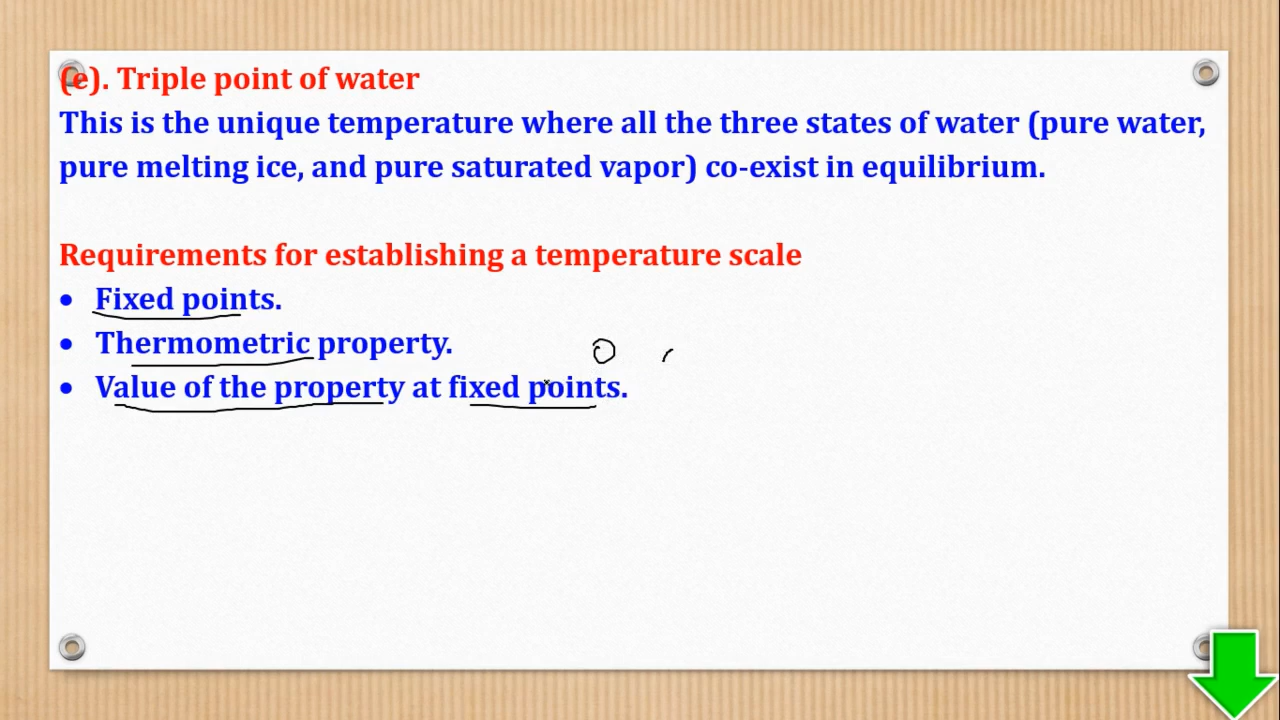 (e). Triple point of water
This is the unique temperature where all the three states of water (pure water,
pure melting ice, and pure saturated vapor) co-exist in equilibrium.
Requirements for establishing a temperature scale
• Fixed points.
• Thermometric property.
• Value of the property at fixed points.